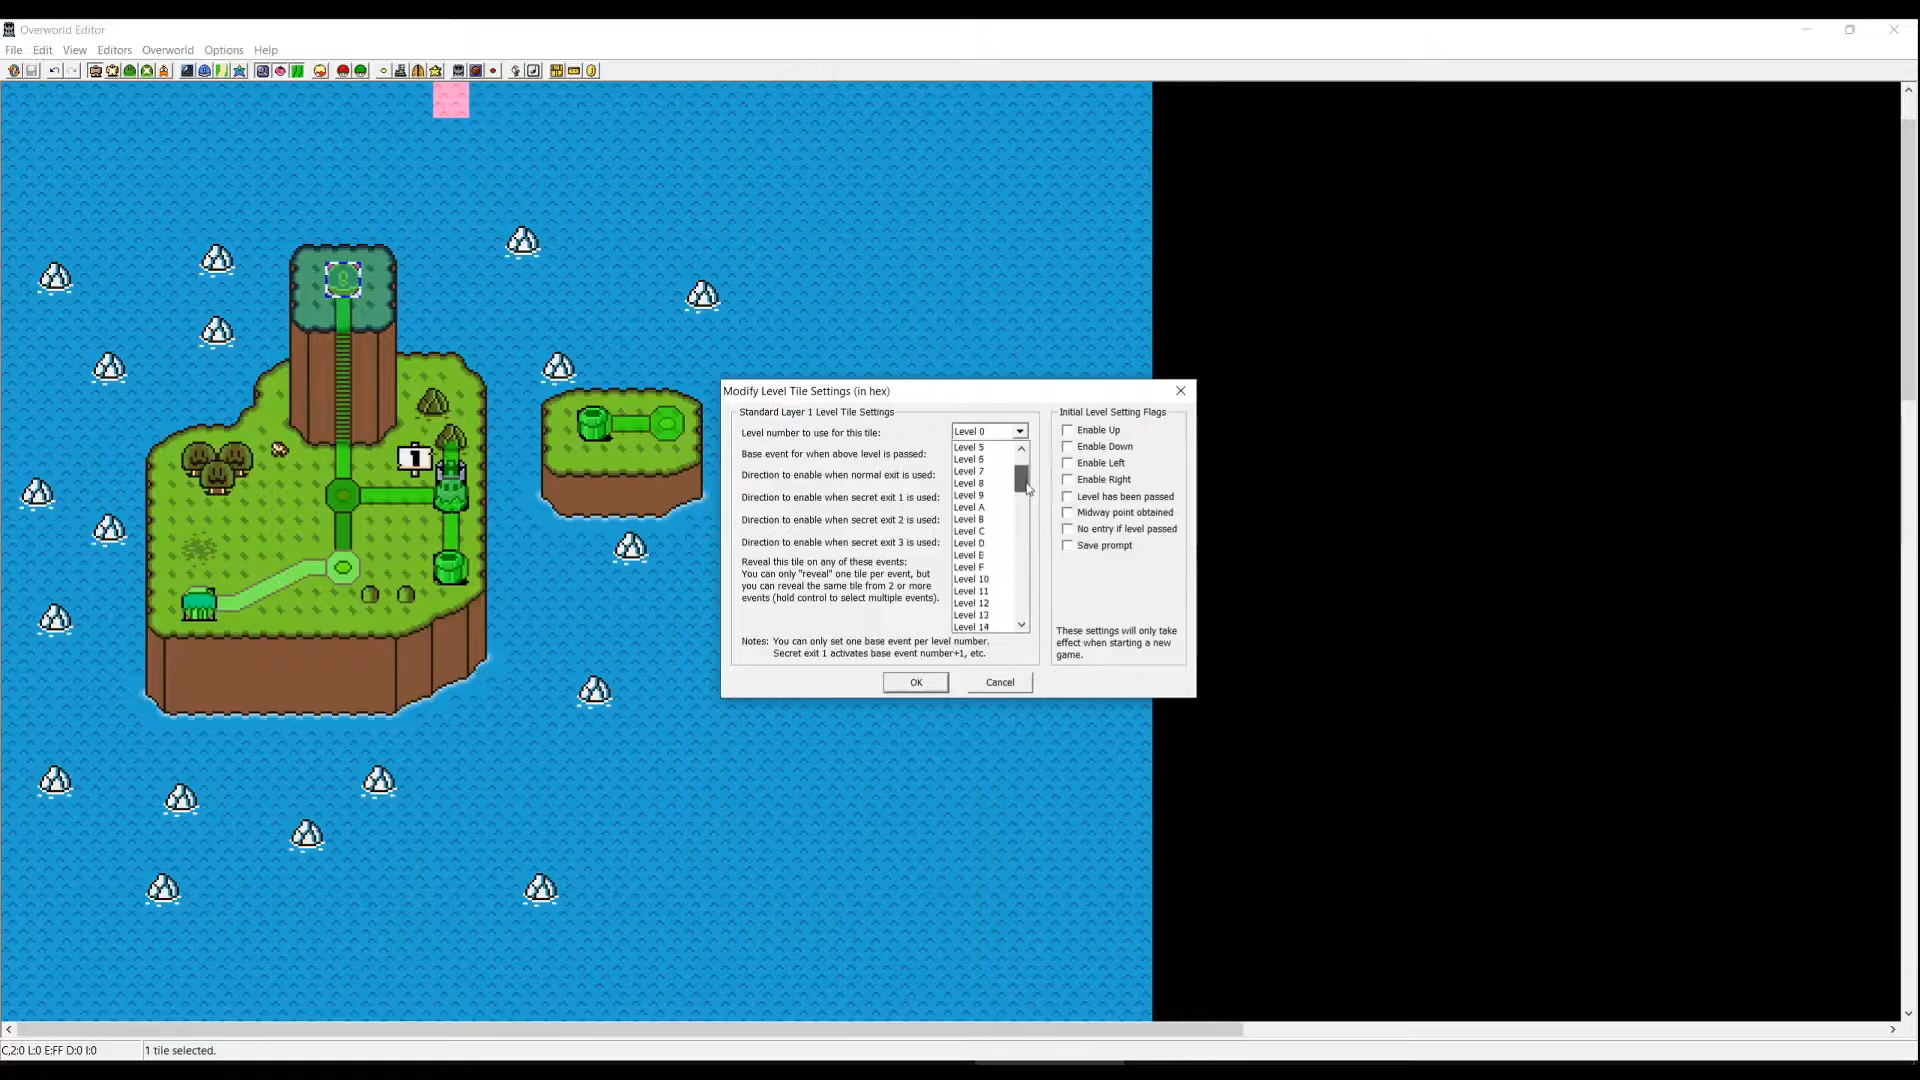 Overworld Editor
File Edit View Editors Overworld Options Help
1
Modify Level Tile Settings (in hex)
Standard Layer 1 Level Tile Settings
Level number to use for this tile: Level 0
Base event for when above level is passed:
Direction to enable when normal exit is used:
Direction to enable when secret exit 1 is used:
Direction to enable when secret exit 2 is used:
Direction to enable when secret exit 3 is used:
Reveal this tile on any of these events:
You can only "reveal" one tile per event, but
you can reveal the same tile from 2 or more
events (hold control to select multiple events).
Level 5
Level 6
Level 7
Level 8
Level 9
Level A
Level B
Level C
Level D
Level E
Level F
Level 10
Level 11
Level 12
Level 13
Level 14
Notes: You can only set one base event per level number.
Secret exit 1 activates base event number+1, etc.
Initial Level Setting Flags
Enable Up
Enable Down
Enable Left
Enable Right
Level has been passed
Midway point obtained
No entry if level passed
Save prompt
These settings will only take
effect when starting a new
game.
OK Cancel
C,2:0 L:0 E:FF D:0 I:0 1 tile selected.